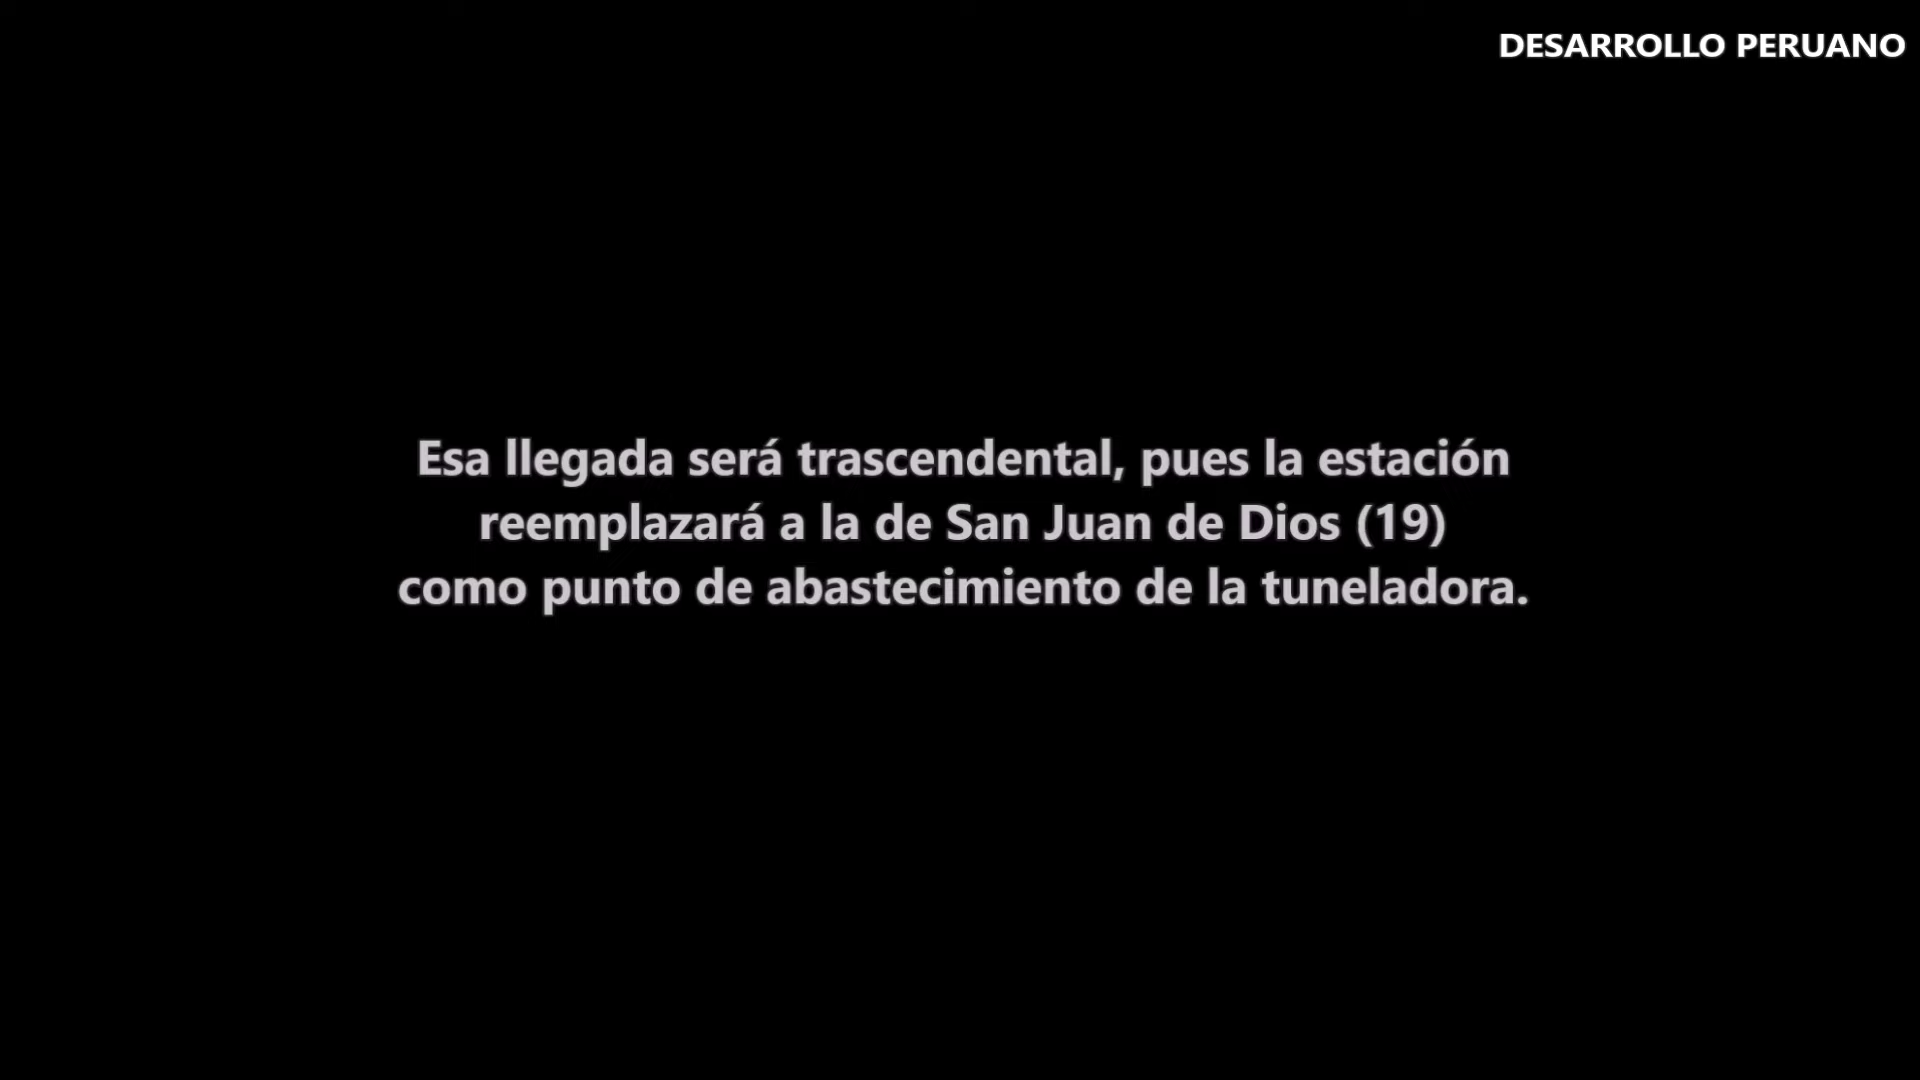 DESARROLLO PERUANO
Esa llegada será trascendental, pues la estación
reemplazará a la de San Juan de Dios (19)
como punto de abastecimiento de la tuneladora.